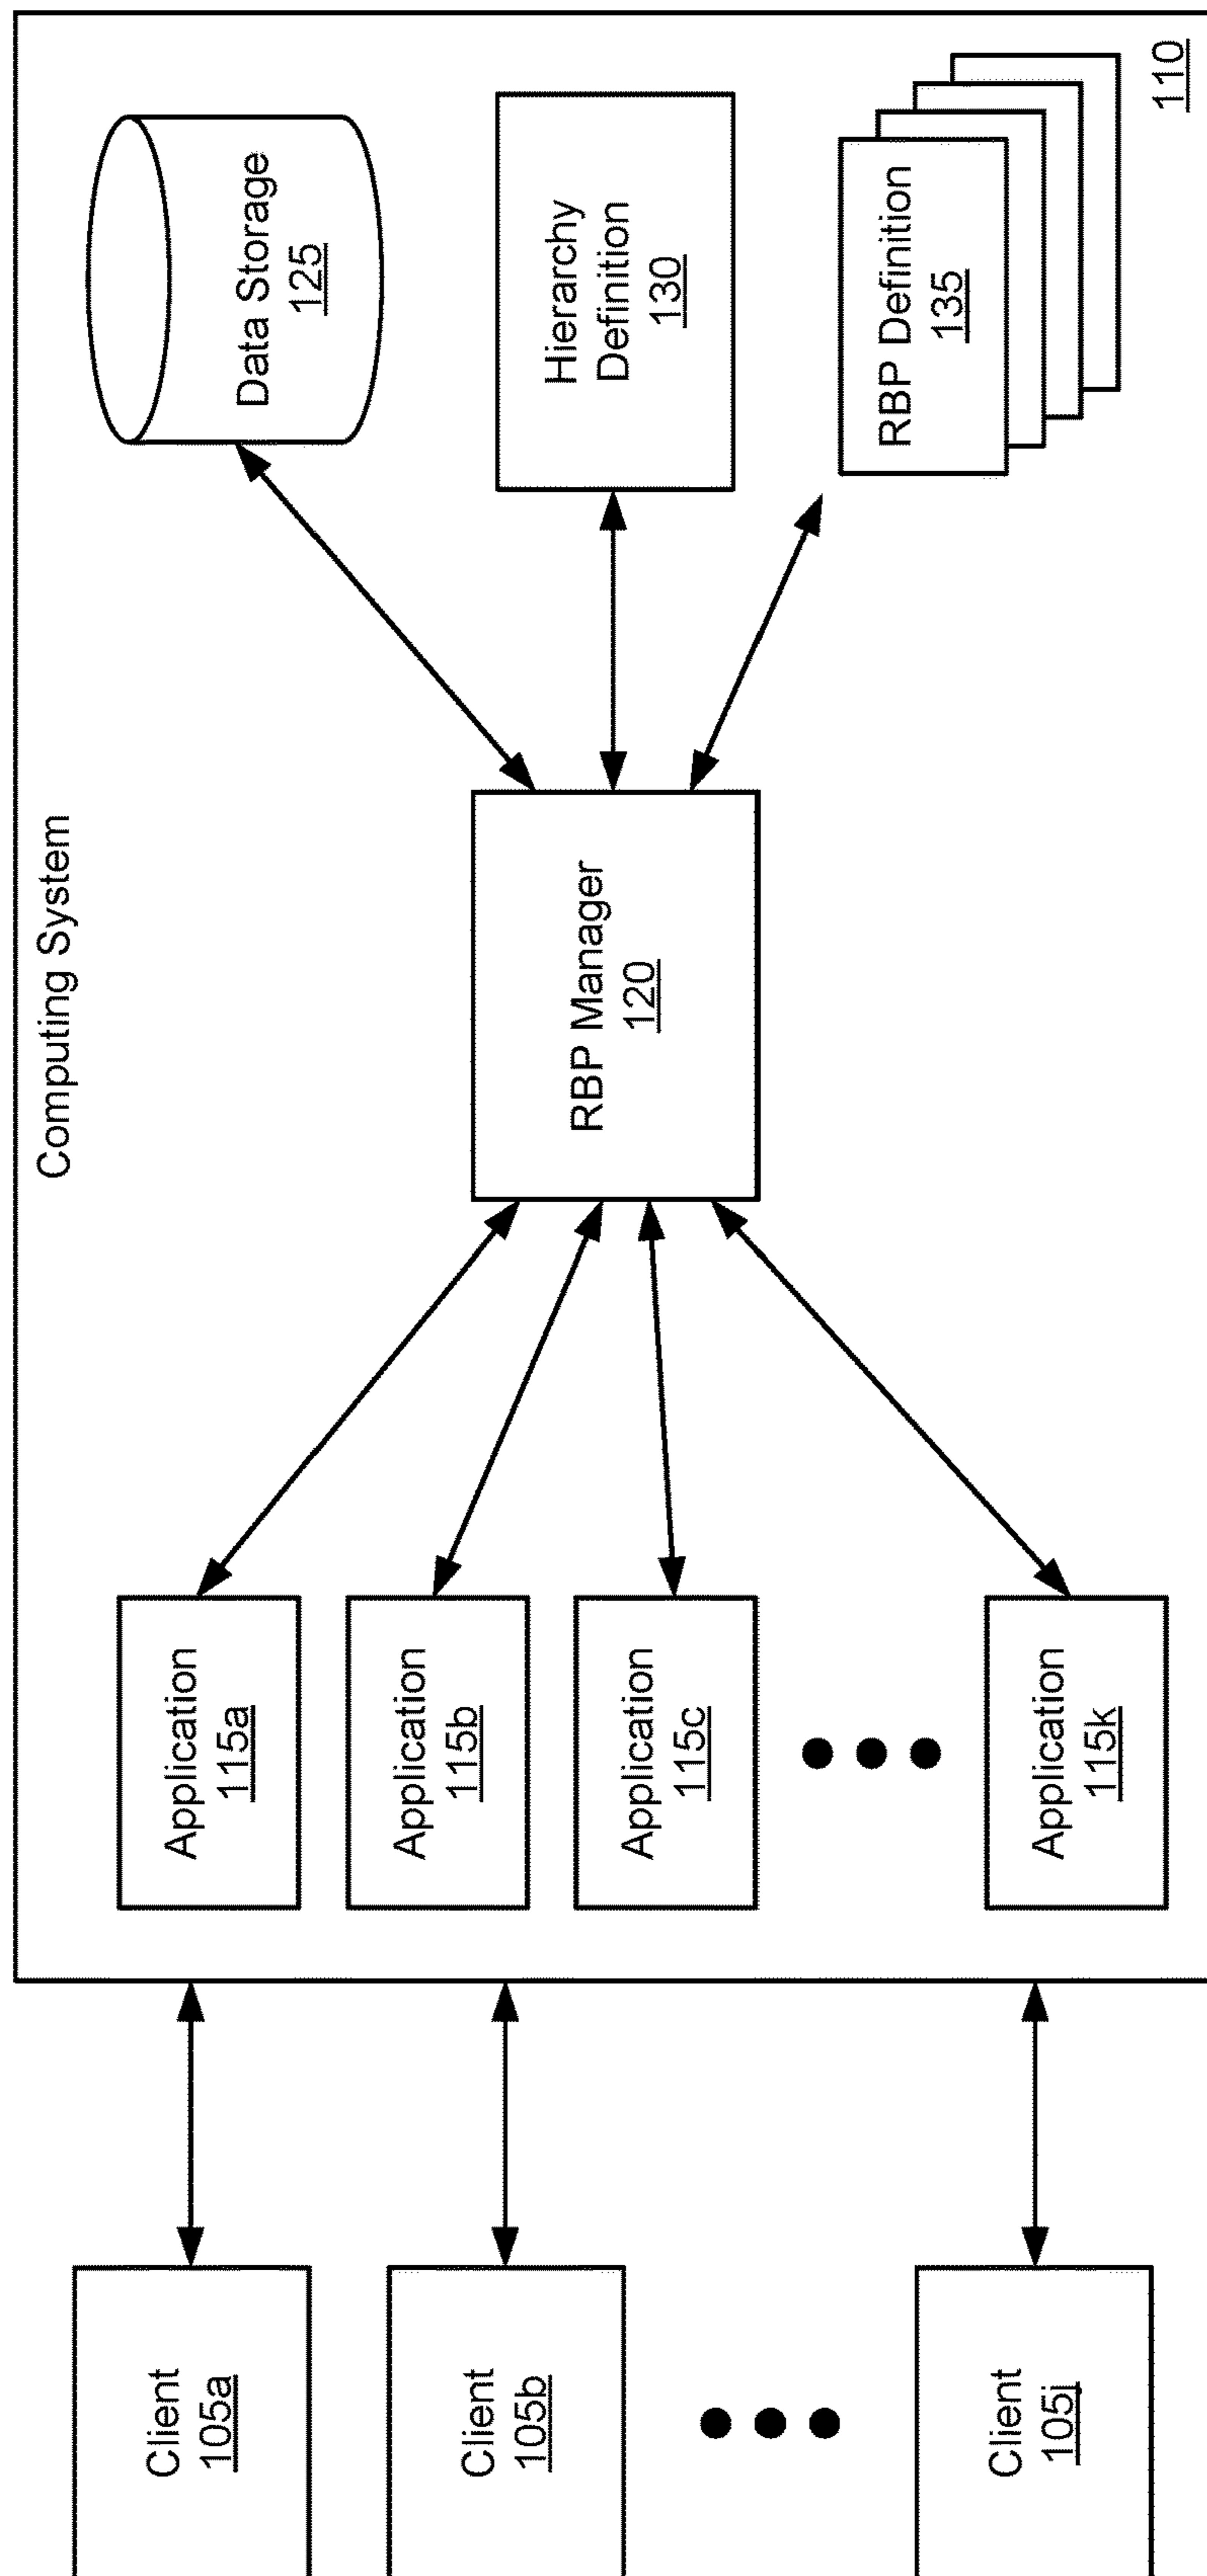 Computing System
Client
105a
Client
105b
Client
105j
Application
115a
Application
115b
Application
115c
Application
115k
RBP Manager
120
Data Storage
125
Hierarchy
Definition
130
RBP Definition
135
110